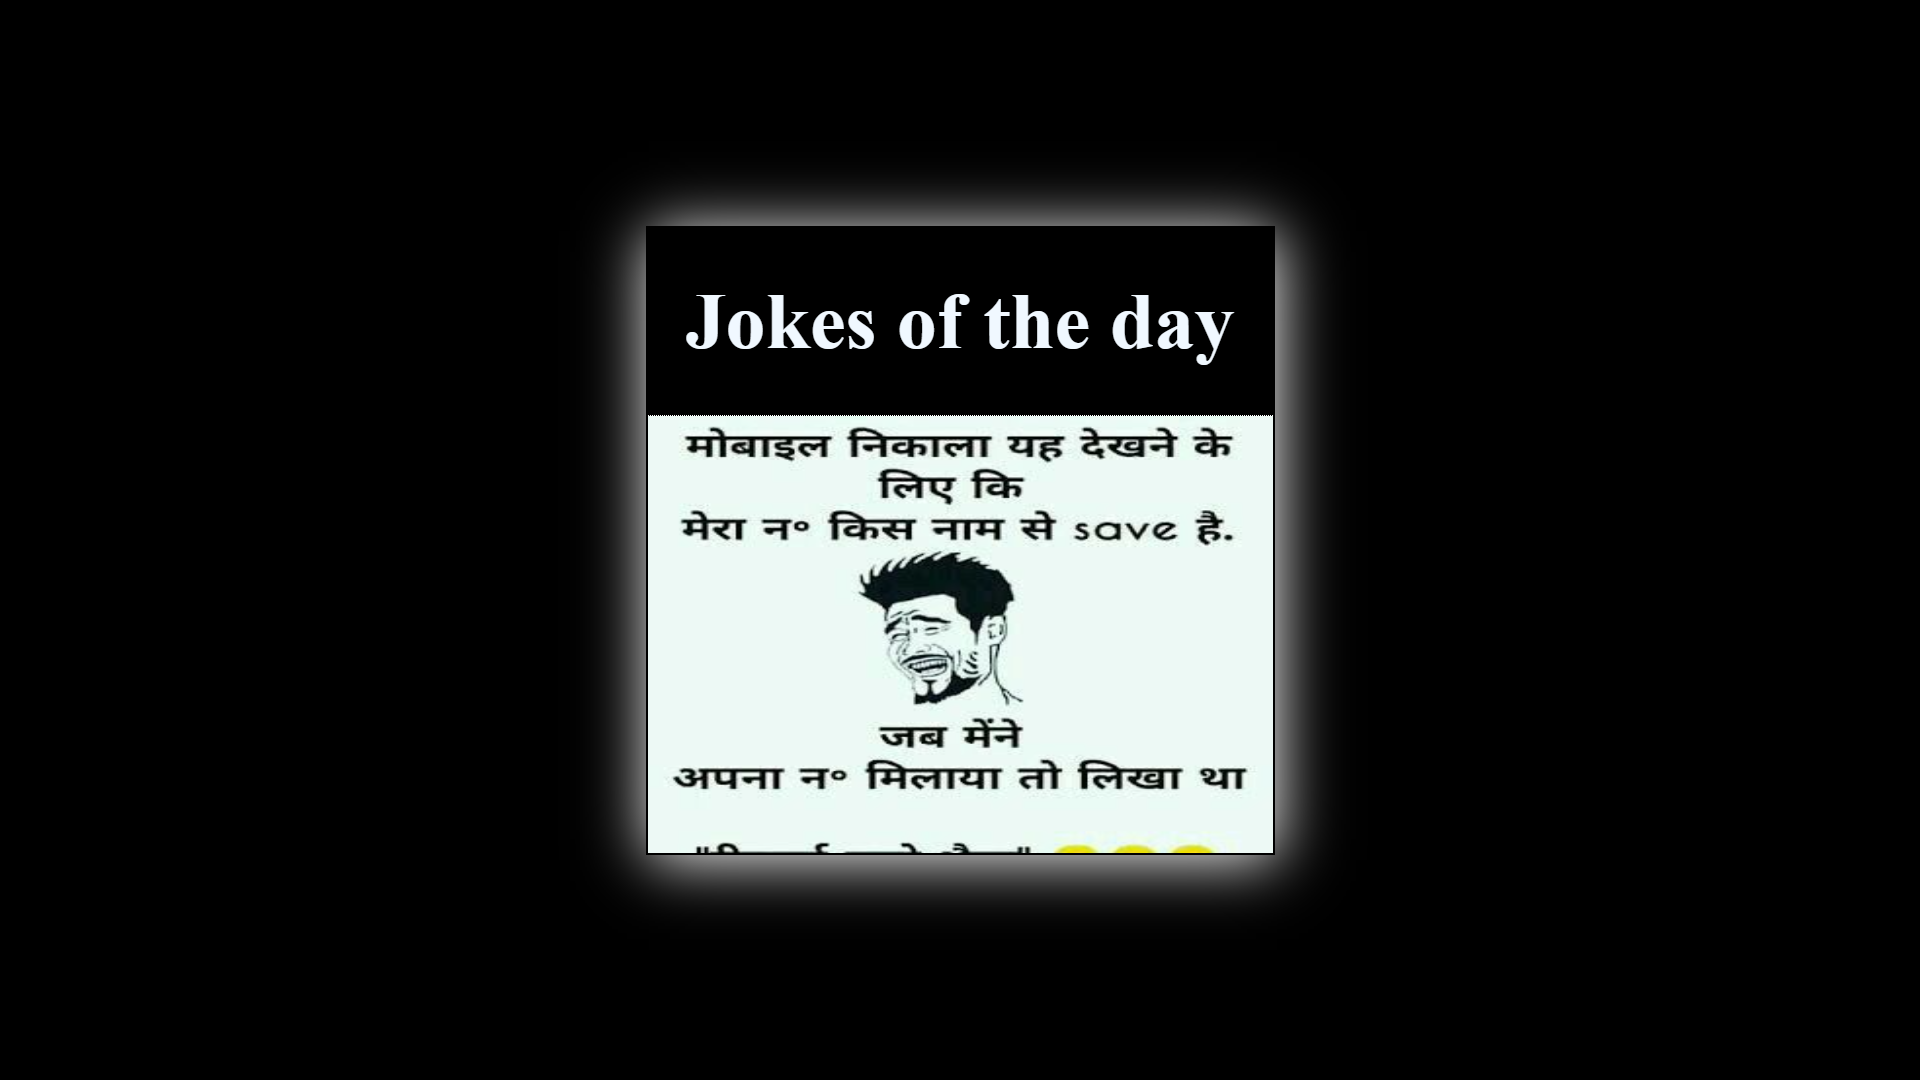 Jokes of the day
मोबाइल निकाला यह देखने के
लिए कि
मेरा न॰ किस नाम से save है.
जब मेंने
अपना न॰ मिलाया तो लिखा था